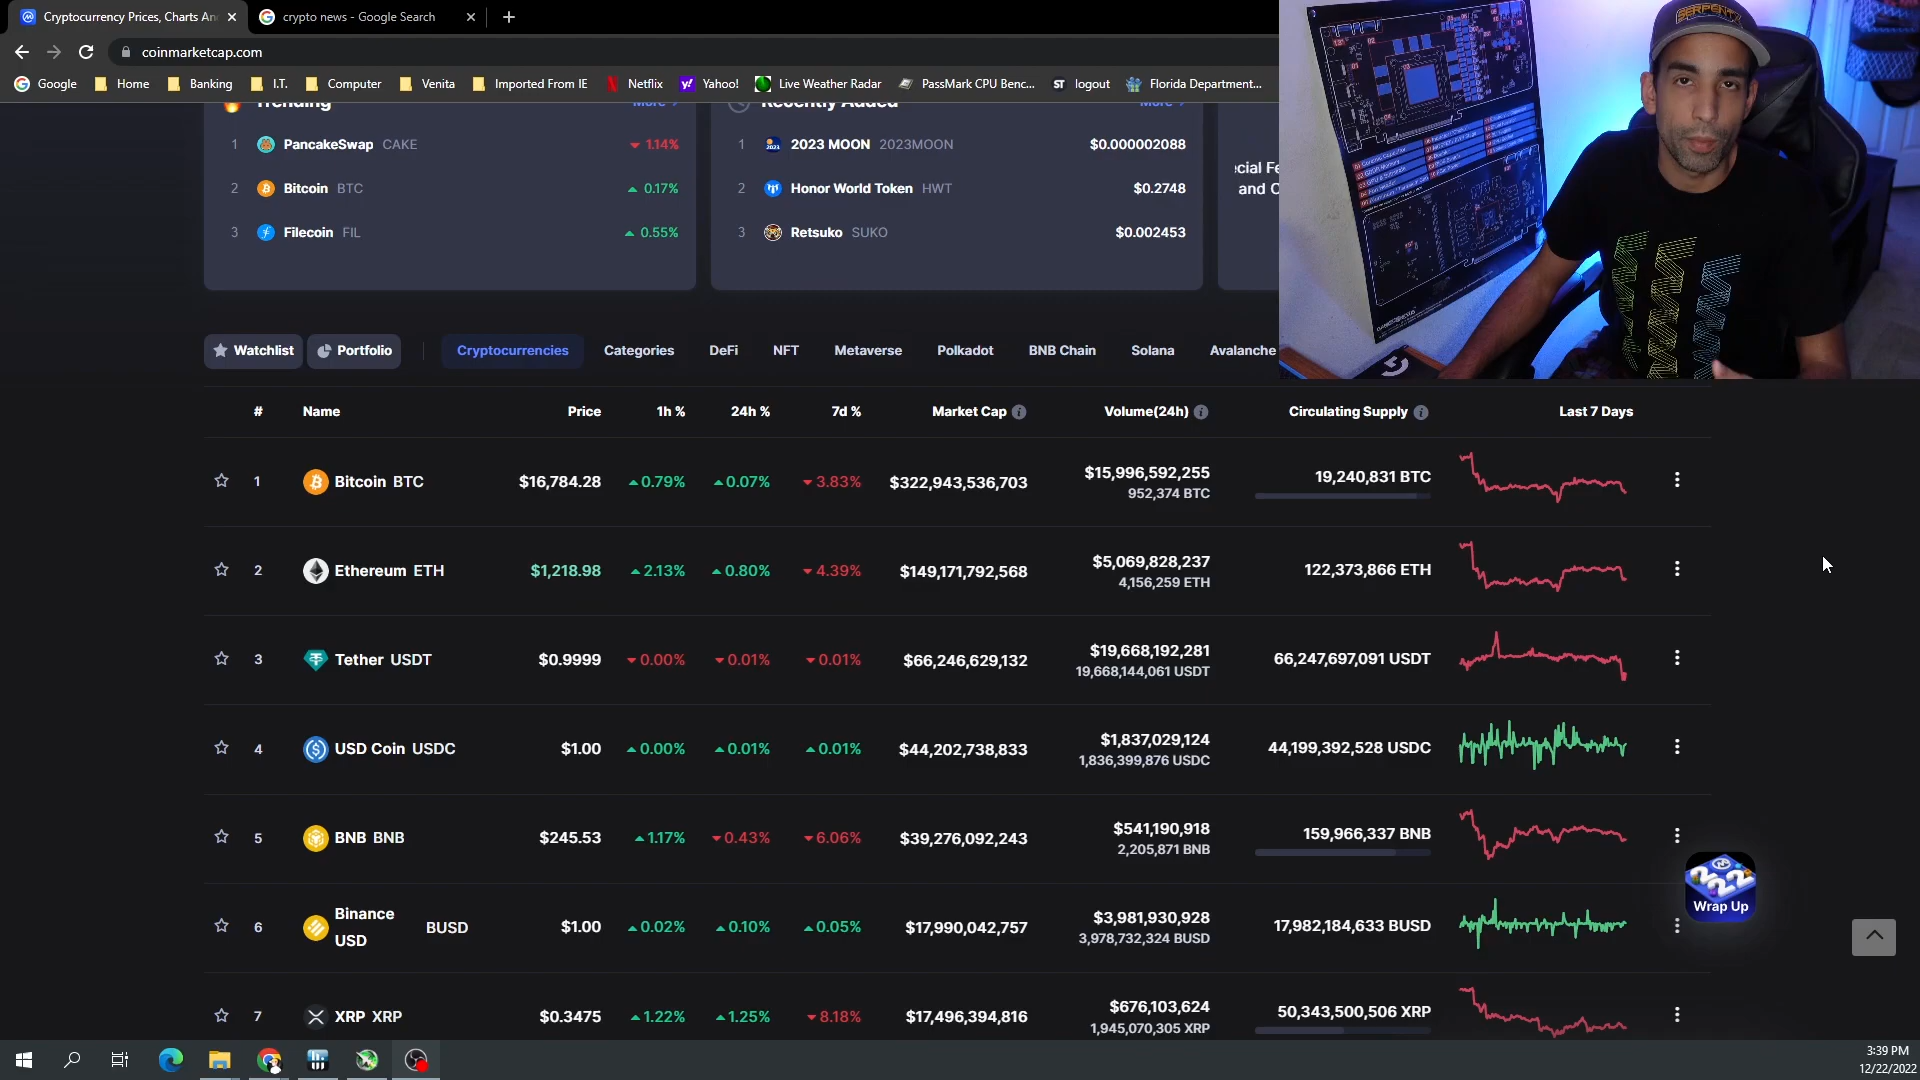 Cryptocurrency Prices, Charts An
crypto news - Google Search
coinmarketcap.com
Google Home Banking I.T. Computer Venita Imported From IE Netflix Yahoo! Live Weather Radar PassMark CPU Benc... ST logout Florida Department...
Trending More
Recently Added More
1 PancakeSwap CAKE 1.14%
2 Bitcoin BTC 0.17%
3 Filecoin FIL 0.55%
1 2023 MOON 2023MOON $0.000002088
2 Honor World Token HWT $0.2748
3 Retsuko SUKO $0.002453
and C
SERPENT
Watchlist Portfolio Cryptocurrencies Categories DeFi NFT Metaverse Polkadot BNB Chain Solana Avalanche
# Name Price 1h % 24h % 7d % Market Cap Volume(24h) Circulating Supply Last 7 Days
1 Bitcoin BTC $16,784.28 0.79% 0.07% 3.83% $322,943,536,703 $15,996,592,255 19,240,831 BTC
952,374 BTC
2 Ethereum ETH $1,218.98 2.13% 0.80% 4.39% $149,171,792,568 $5,069,828,237 122,373,866 ETH
4,156,259 ETH
3 Tether USDT $0.9999 0.00% 0.01% 0.01% $66,246,629,132 $19,668,192,281 66,247,697,091 USDT
19,668,144,061 USDT
4 USD Coin USDC $1.00 0.00% 0.01% 0.01% $44,202,738,833 $1,837,029,124 44,199,392,528 USDC
1,836,399,876 USDC
5 BNB BNB $245.53 1.17% 0.43% 6.06% $39,276,092,243 $541,190,918 159,966,337 BNB
2,205,871 BNB
6 Binance USD BUSD $1.00 0.02% 0.10% 0.05% $17,990,042,757 $3,981,930,928 17,982,184,633 BUSD
3,978,732,324 BUSD
7 XRP XRP $0.3475 1.22% 1.25% 8.18% $17,496,394,816 $676,103,624 50,343,500,506 XRP
1,945,070,305 XRP
2022
Wrap Up
3:39 PM
12/22/2022